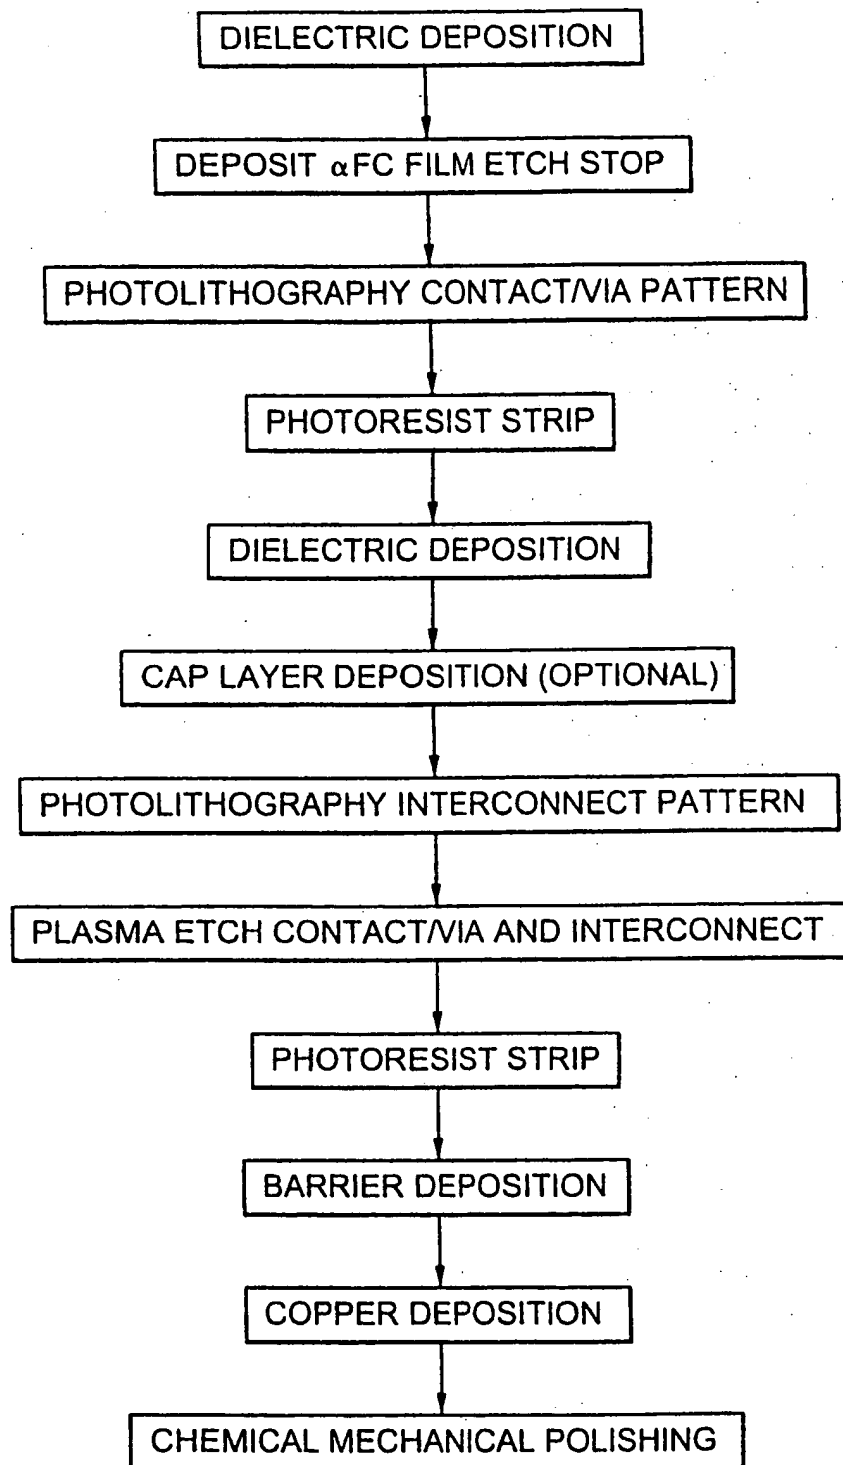 DIELECTRIC DEPOSITION
DEPOSIT αFC FILM ETCH STOP
PHOTOLITHOGRAPHY CONTACT/VIA PATTERN
PHOTORESIST STRIP
DIELECTRIC DEPOSITION
CAP LAYER DEPOSITION (OPTIONAL)
PHOTOLITHOGRAPHY INTERCONNECT PATTERN
PLASMA ETCH CONTACT/VIA AND INTERCONNECT
PHOTORESIST STRIP
BARRIER DEPOSITION
COPPER DEPOSITION
CHEMICAL MECHANICAL POLISHING